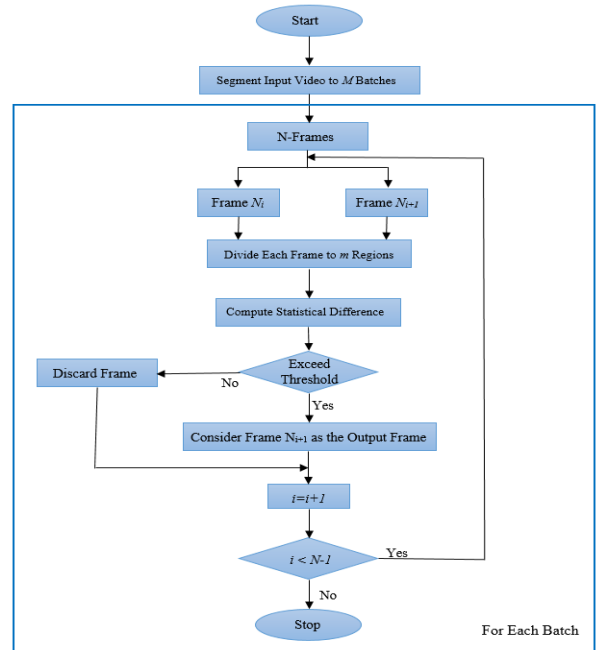 Start
Segment Input Video to M Batches
N-Frames
Frame Nᵢ
Frame Nᵢ₊₁
Divide Each Frame to m Regions
Compute Statistical Difference
Exceed
Threshold
Discard Frame
No
Yes
Consider Frame Nᵢ₊₁ as the Output Frame
i=i+1
i < N-1
Yes
No
Stop
For Each Batch